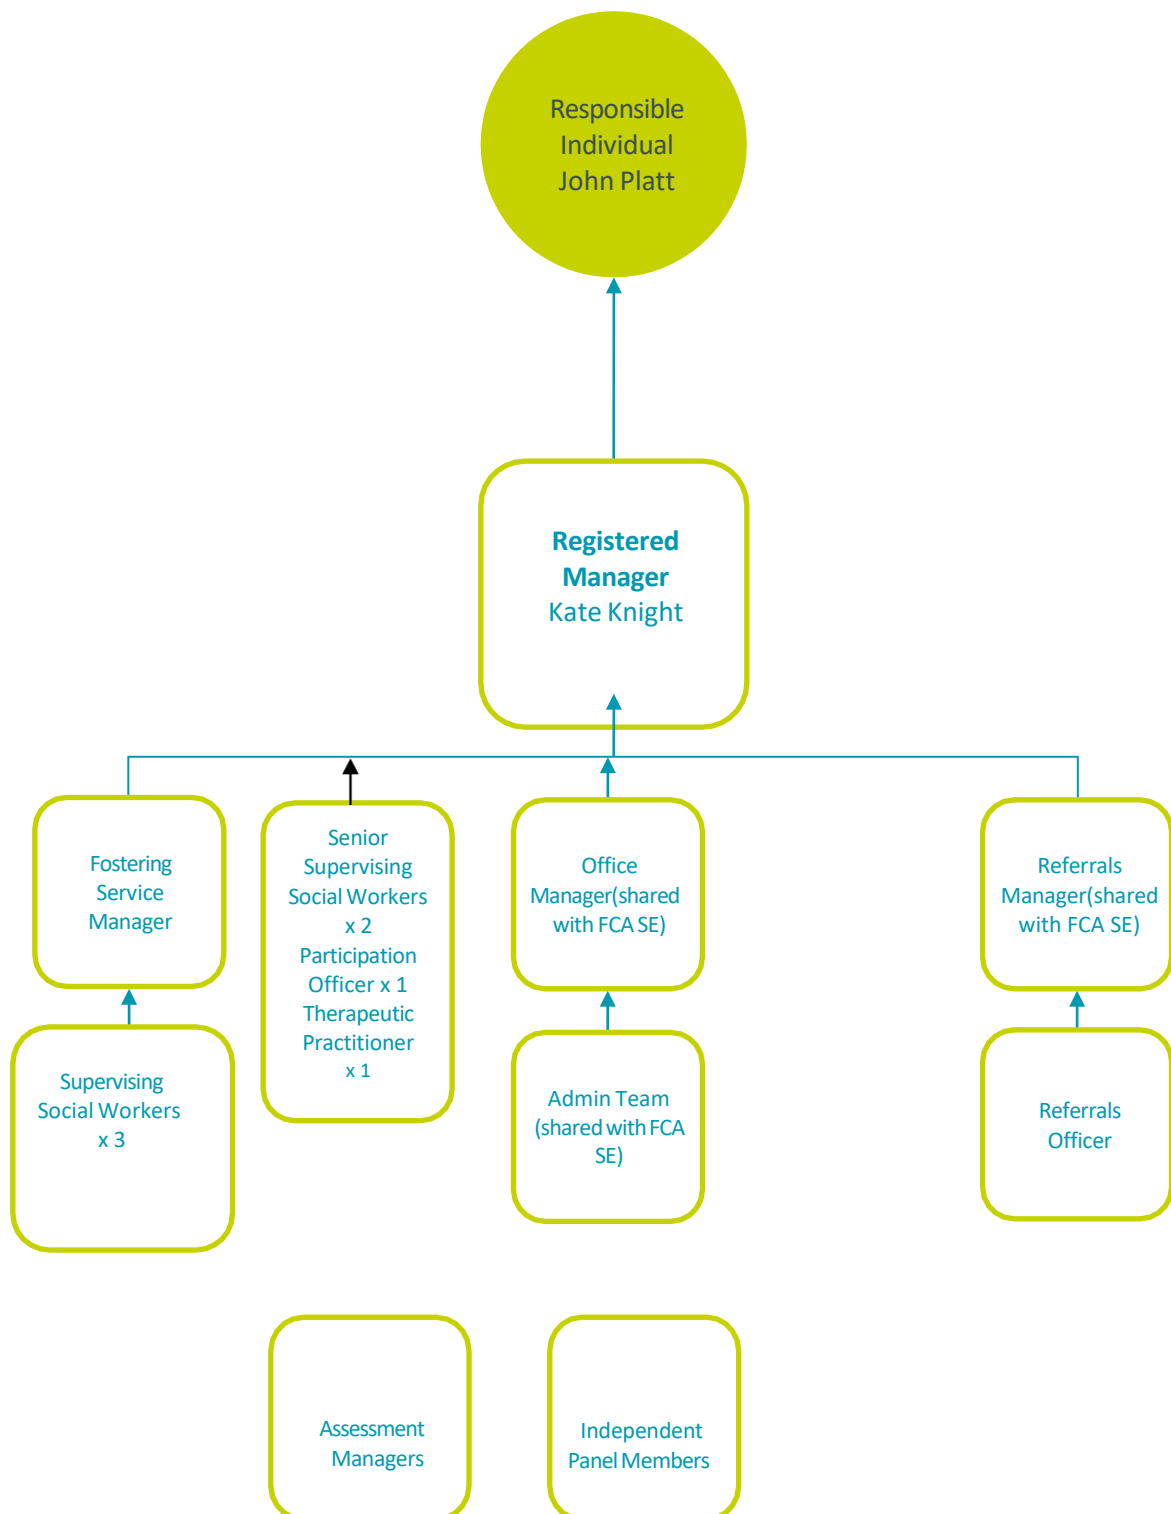 Responsible
Individual
John Platt
Registered
Manager
Kate Knight
Fostering
Service
Manager
Senior
Supervising
Social Workers
x 2
Participation
Officer x 1
Therapeutic
Practitioner
x 1
Office
Manager(shared
with FCA SE)
Referrals
Manager(shared
with FCA SE)
Supervising
Social Workers
x 3
Admin Team
(shared with FCA
SE)
Referrals
Officer
Assessment
Managers
Independent
Panel Members